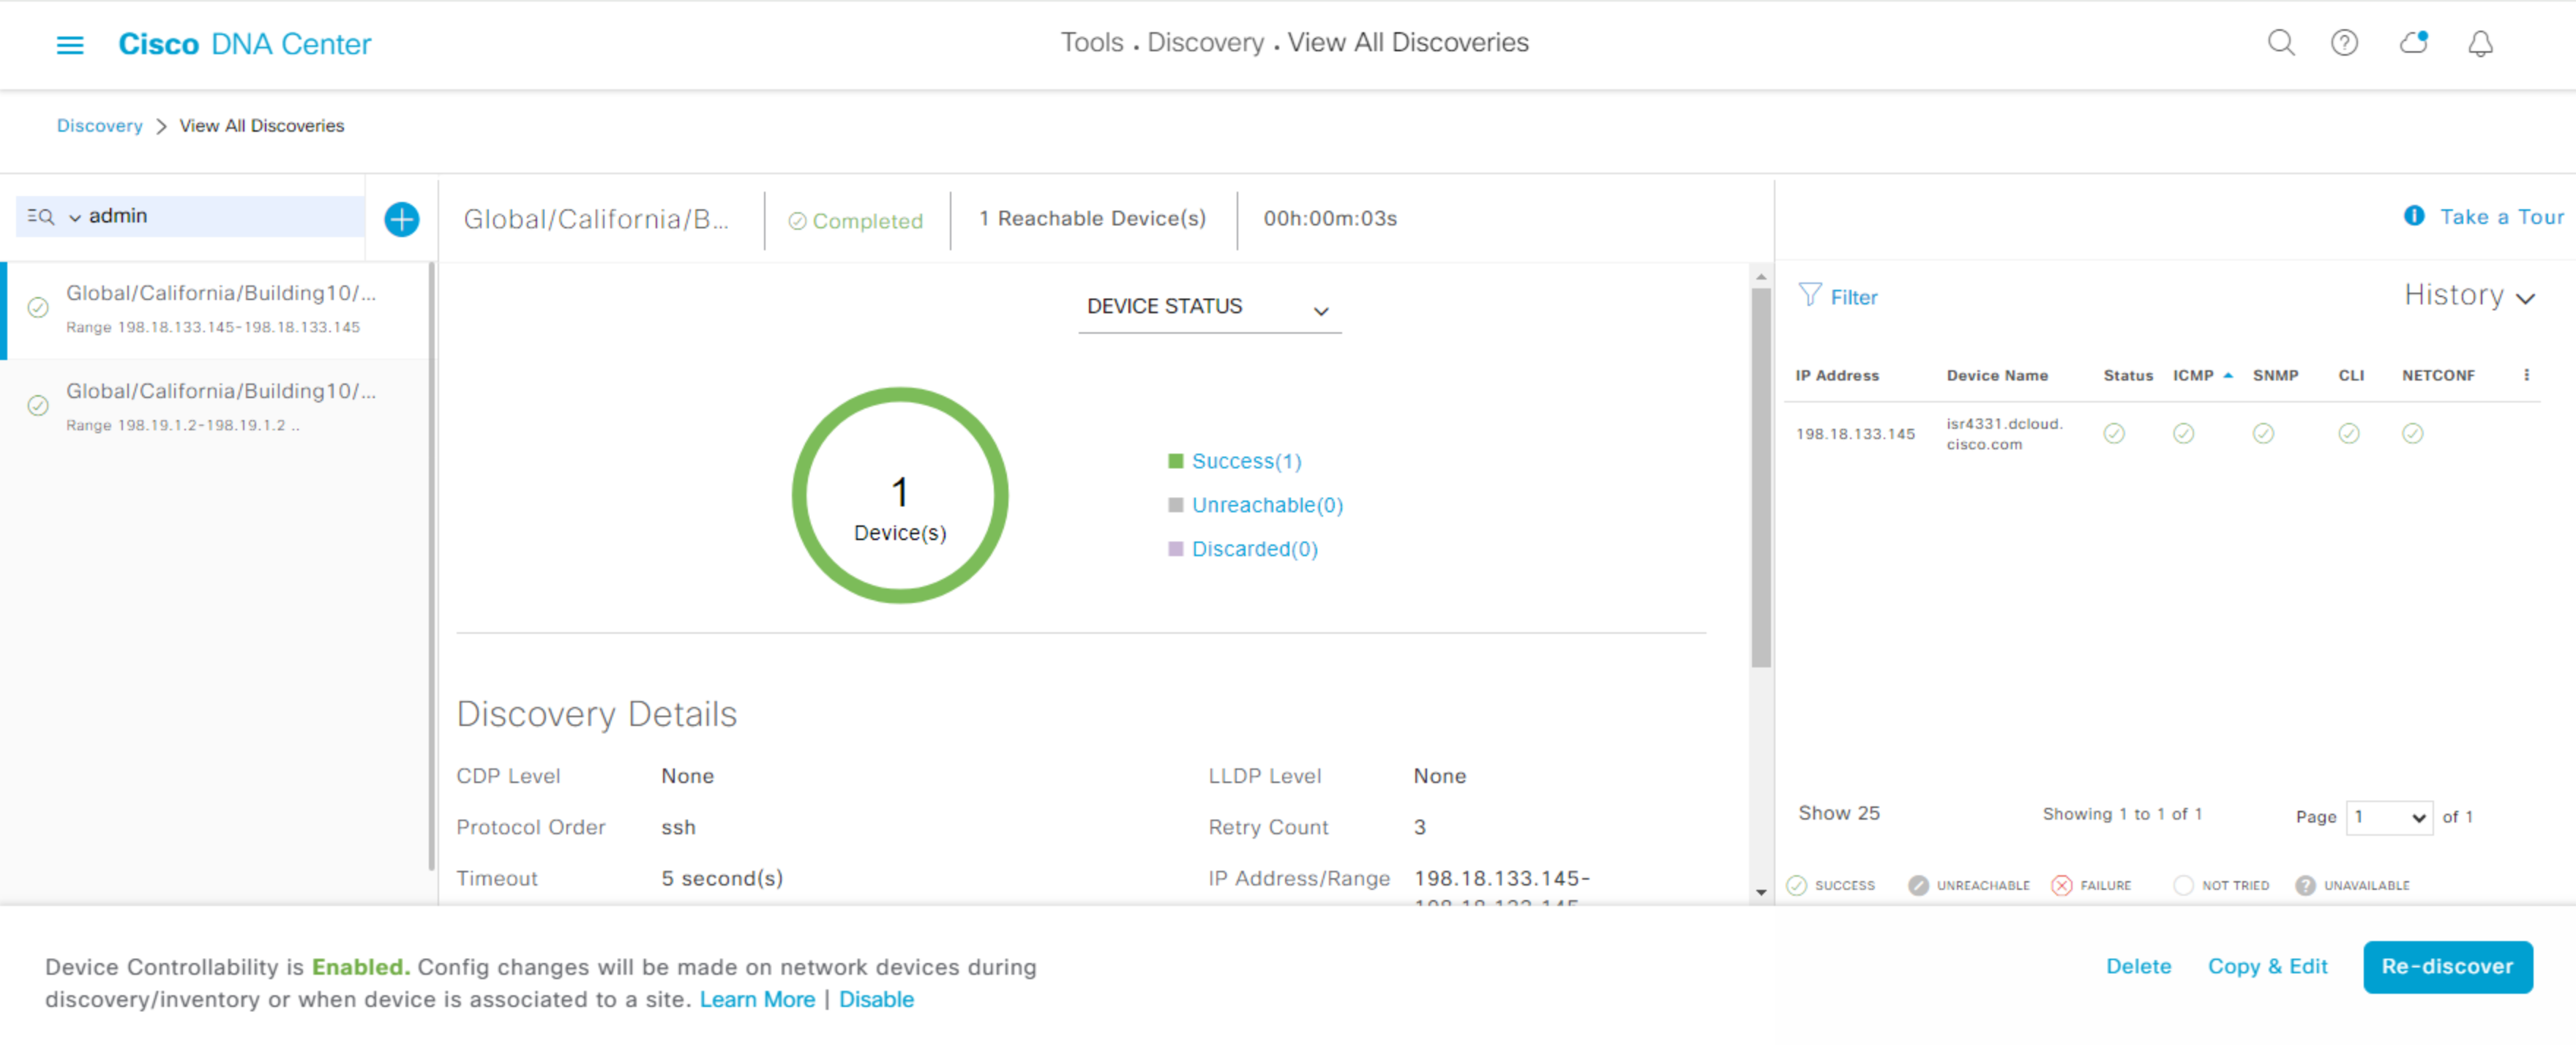 Cisco DNA Center
Tools . Discovery . View All Discoveries
Discovery > View All Discoveries
admin
Global/California/B...
Completed
1 Reachable Device(s)
00h:00m:03s
Take a Tour
Global/California/Building10/...
Range 198.18.133.145-198.18.133.145
Global/California/Building10/...
Range 198.19.1.2-198.19.1.2 ..
DEVICE STATUS
1
Device(s)
Success(1)
Unreachable(0)
Discarded(0)
Discovery Details
CDP Level None LLDP Level None
Protocol Order ssh Retry Count 3
Timeout 5 second(s) IP Address/Range 198.18.133.145-
198.18.133.145
Filter
History
IP Address Device Name Status ICMP SNMP CLI NETCONF
198.18.133.145 isr4331.dcloud.
cisco.com
Show 25 Showing 1 to 1 of 1 Page 1 of 1
SUCCESS UNREACHABLE FAILURE NOT TRIED UNAVAILABLE
Device Controllability is Enabled. Config changes will be made on network devices during
discovery/inventory or when device is associated to a site. Learn More | Disable
Delete Copy & Edit Re-discover